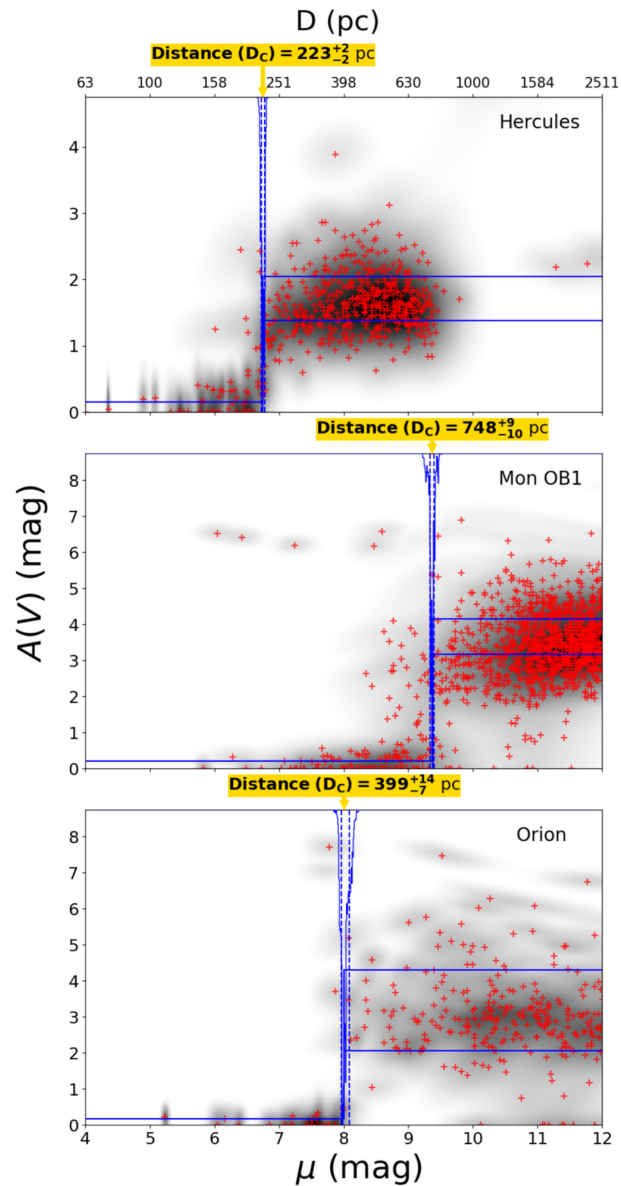 D (pc)
Distance (D_C) = 223^{+2}_{-2} pc
63 100 158 251 398 630 1000 1584 2511
Hercules
4
3
2
1
0
Distance (D_C) = 748^{+9}_{-10} pc
Mon OB1
8
7
6
5
4
3
2
1
0
A(V) (mag)
Distance (D_C) = 399^{+14}_{-7} pc
Orion
8
7
6
5
4
3
2
1
0
4 5 6 7 8 9 10 11 12
μ (mag)